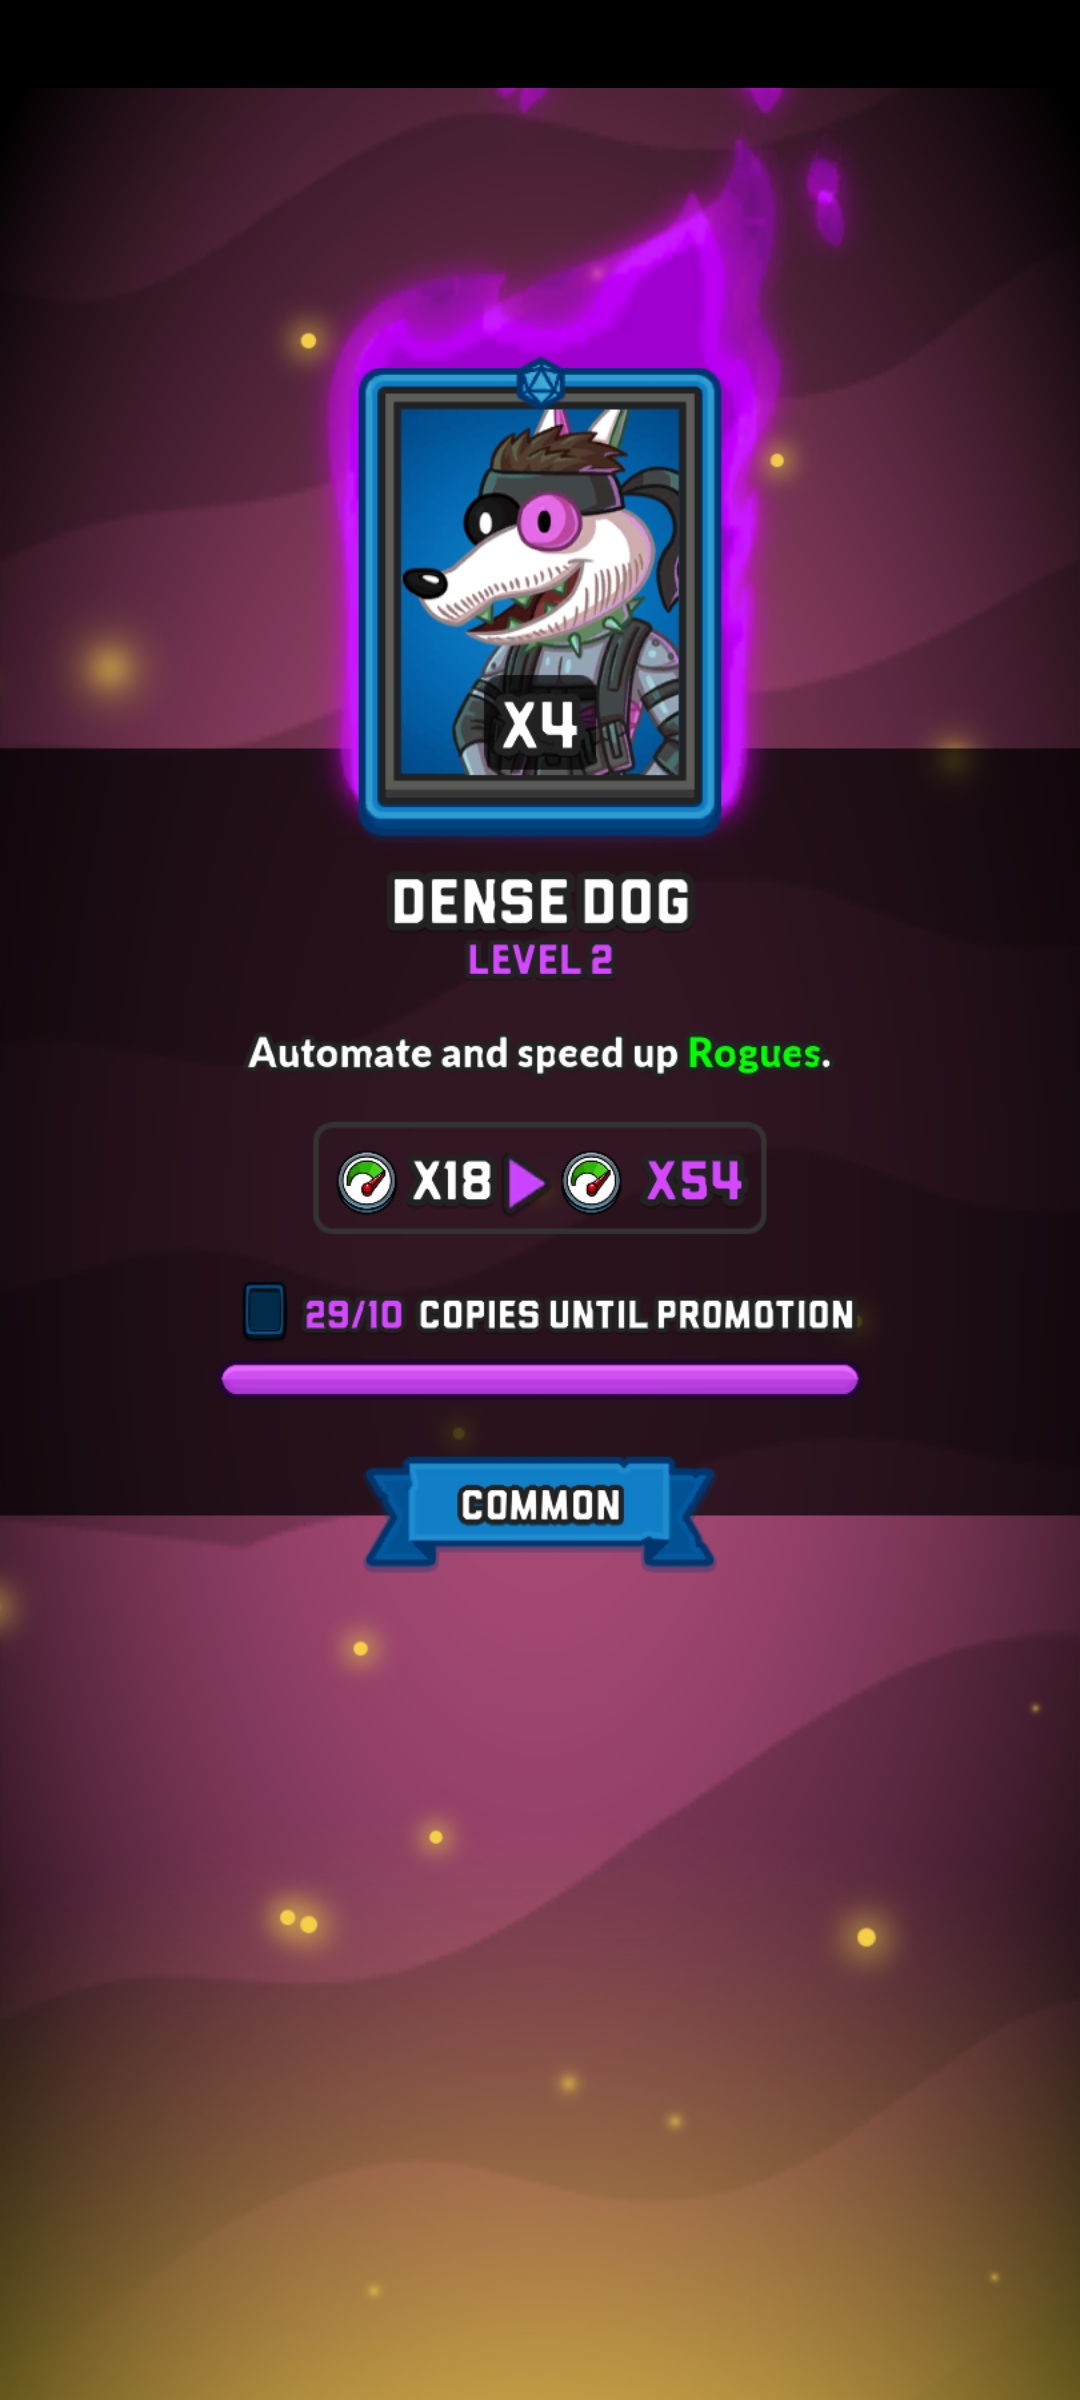 X4
DENSE DOG
LEVEL 2
Automate and speed up Rogues.
X18 X54
29/10 COPIES UNTIL PROMOTION
COMMON